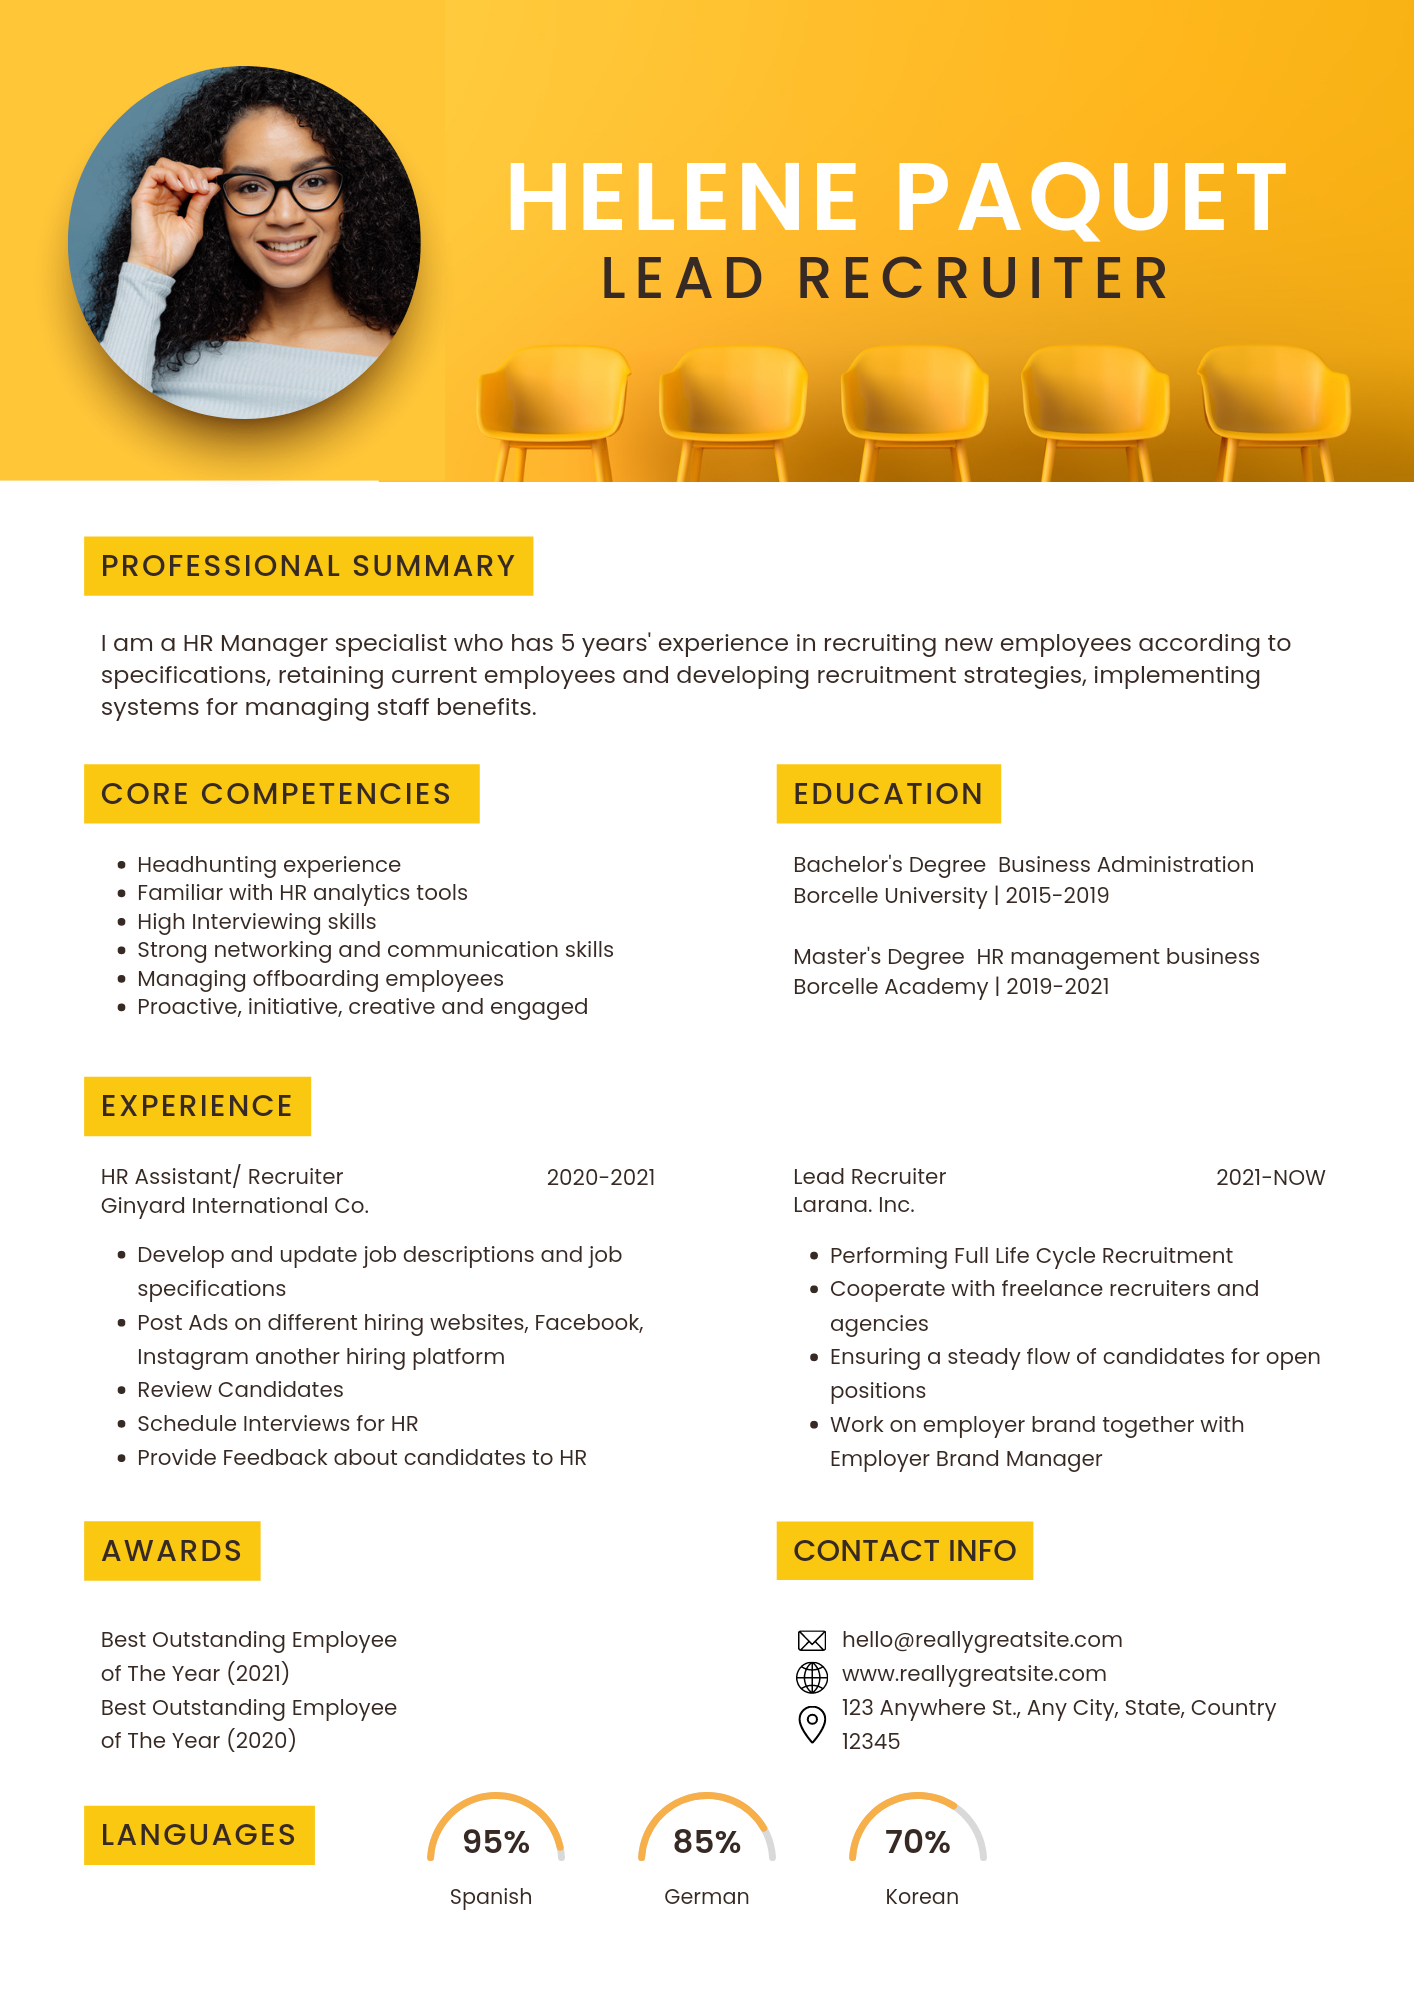 HELENE PAQUET
LEAD RECRUITER
PROFESSIONAL SUMMARY
I am a HR Manager specialist who has 5 years' experience in recruiting new employees according to
specifications, retaining current employees and developing recruitment strategies, implementing
systems for managing staff benefits.
CORE COMPETENCIES
• Headhunting experience
• Familiar with HR analytics tools
• High Interviewing skills
• Strong networking and communication skills
• Managing offboarding employees
• Proactive, initiative, creative and engaged
EDUCATION
Bachelor's Degree  Business Administration
Borcelle University | 2015-2019
Master's Degree  HR management business
Borcelle Academy | 2019-2021
EXPERIENCE
HR Assistant/ Recruiter 2020-2021
Ginyard International Co.
• Develop and update job descriptions and job
specifications
• Post Ads on different hiring websites, Facebook,
Instagram another hiring platform
• Review Candidates
• Schedule Interviews for HR
• Provide Feedback about candidates to HR
Lead Recruiter 2021-NOW
Larana. Inc.
• Performing Full Life Cycle Recruitment
• Cooperate with freelance recruiters and
agencies
• Ensuring a steady flow of candidates for open
positions
• Work on employer brand together with
Employer Brand Manager
AWARDS
Best Outstanding Employee
of The Year (2021)
Best Outstanding Employee
of The Year (2020)
CONTACT INFO
hello@reallygreatsite.com
www.reallygreatsite.com
123 Anywhere St., Any City, State, Country
12345
LANGUAGES
95% 85% 70%
Spanish German Korean